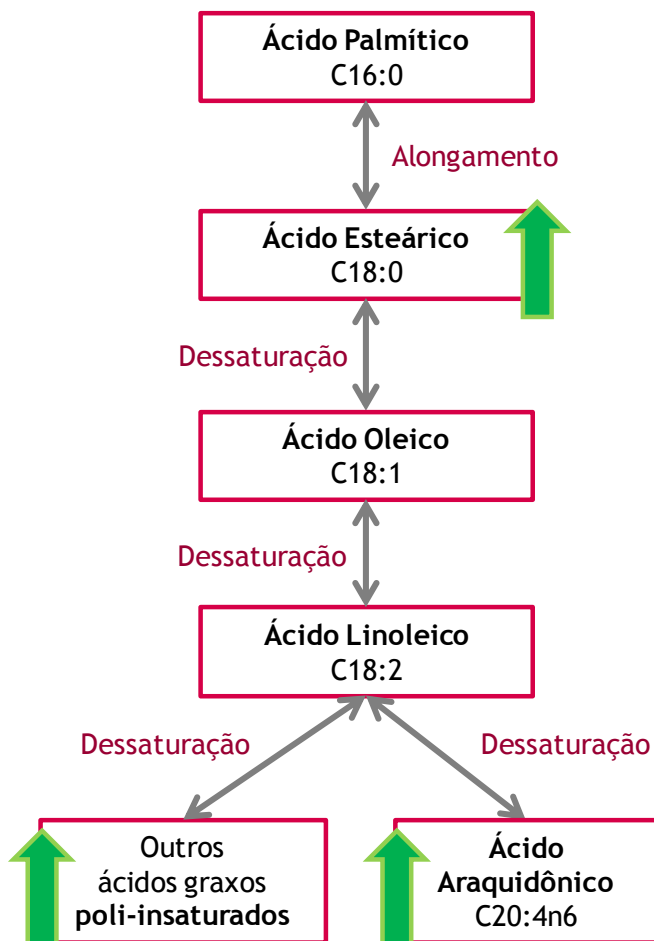 Ácido Palmítico
C16:0
Alongamento
Ácido Esteárico
C18:0
Dessaturação
Ácido Oleico
C18:1
Dessaturação
Ácido Linoleico
C18:2
Dessaturação
Dessaturação
Outros
ácidos graxos
poli-insaturados
Ácido
Araquidônico
C20:4n6